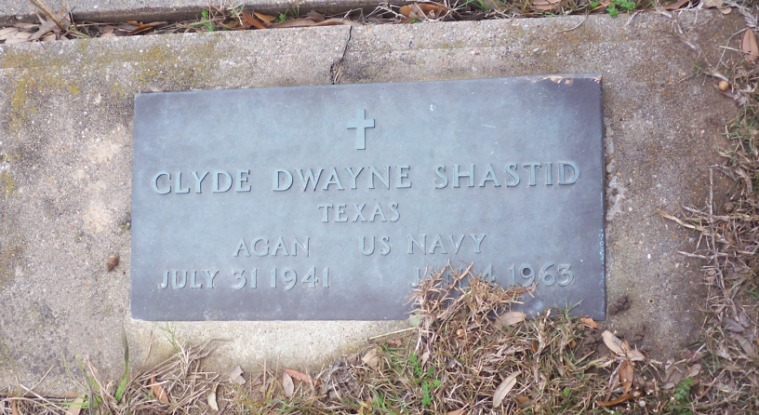 CLYDE DWAYNE SHASTID
TEXAS
AGAN US NAVY
JULY 31 1941 1963